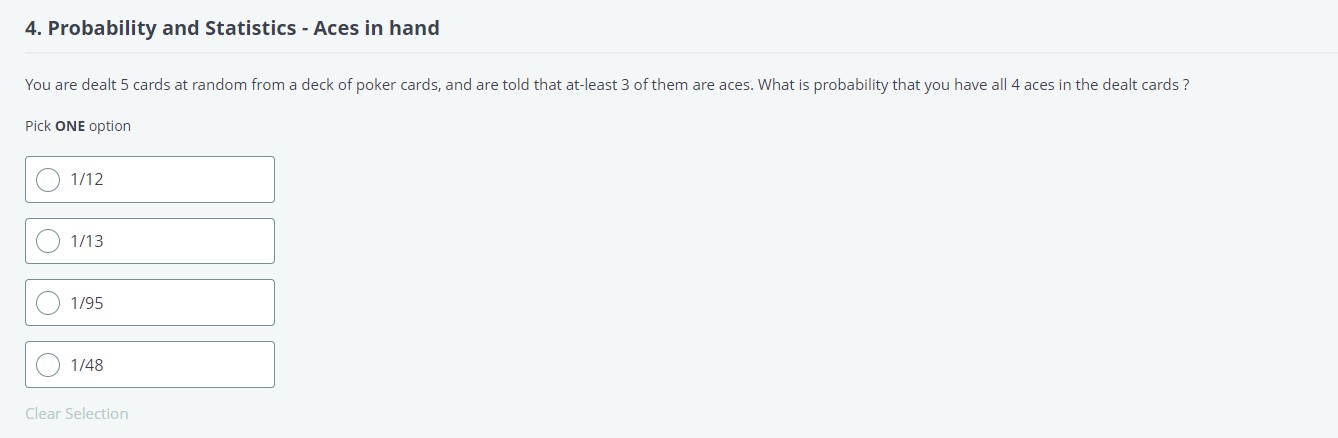 4. Probability and Statistics - Aces in hand
You are dealt 5 cards at random from a deck of poker cards, and are told that at-least 3 of them are aces. What is probability that you have all 4 aces in the dealt cards ?
Pick ONE option
1/12
1/13
1/95
1/48
Clear Selection